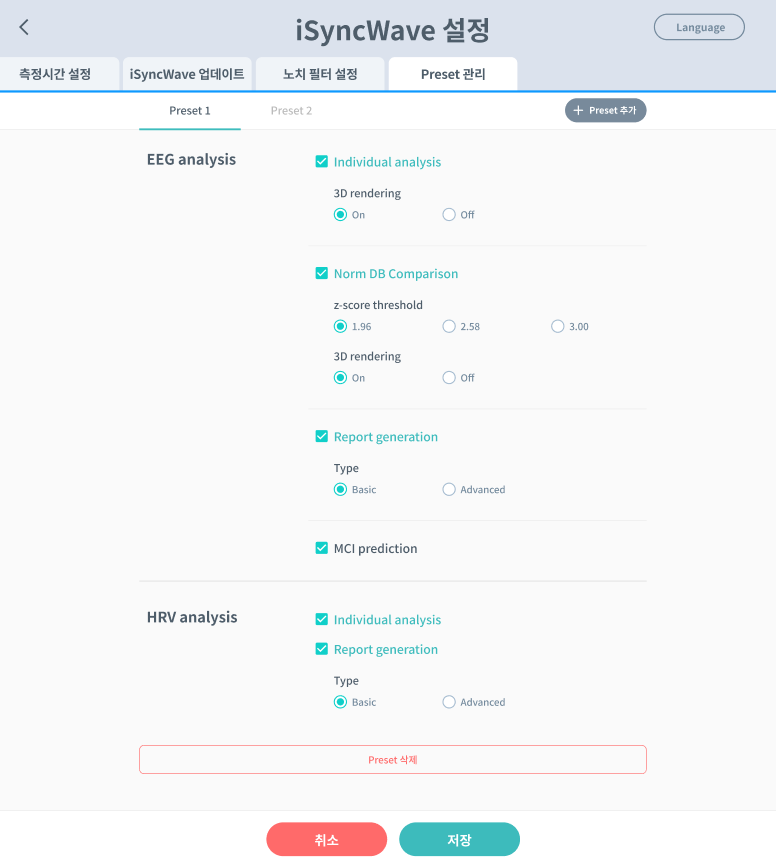 iSyncWave 설정
Language
측정시간 설정
iSyncWave 업데이트
노치 필터 설정
Preset 관리
Preset 1
Preset 2
Preset 추가
EEG analysis
Individual analysis
3D rendering
On
Off
Norm DB Comparison
z-score threshold
1.96
2.58
3.00
3D rendering
On
Off
Report generation
Type
Basic
Advanced
MCI prediction
HRV analysis
Individual analysis
Report generation
Type
Basic
Advanced
Preset 삭제
취소
저장